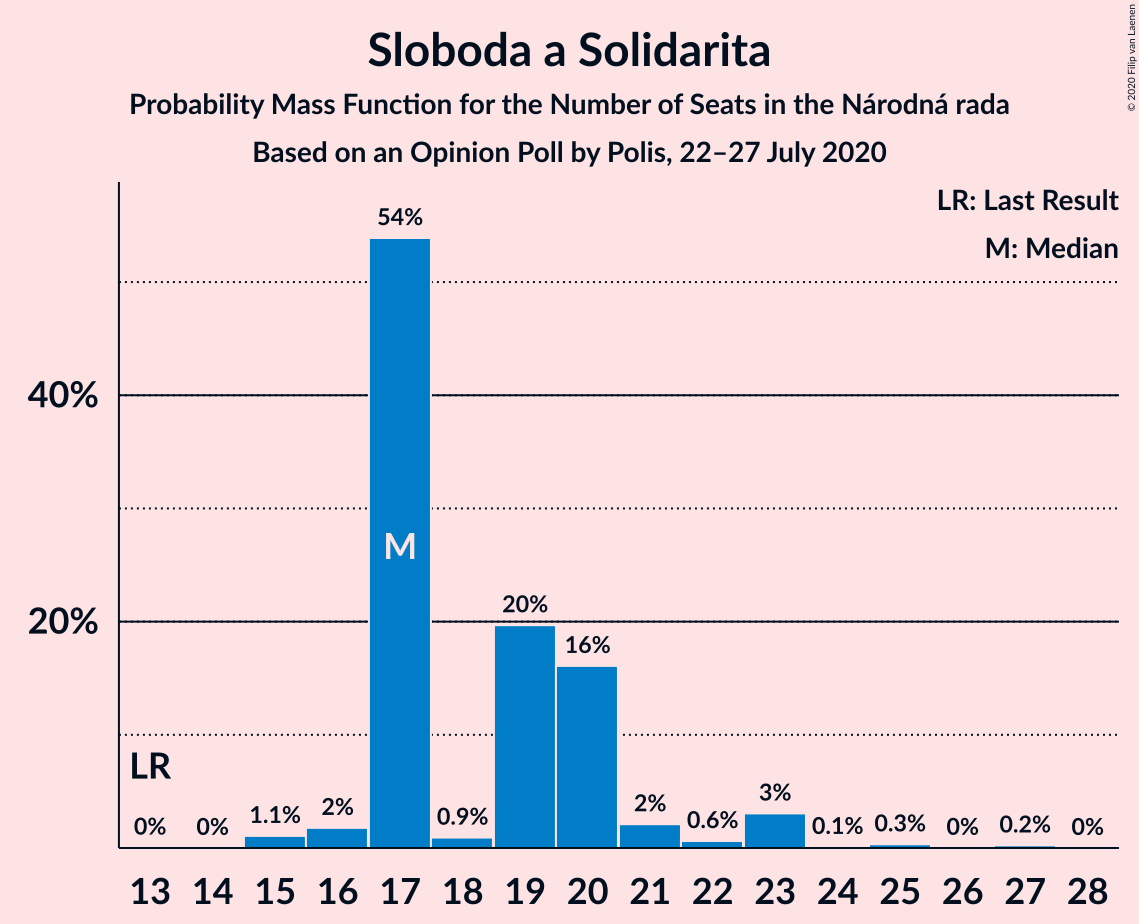 Sloboda a Solidarita
Probability Mass Function for the Number of Seats in the Národná rada
Based on an Opinion Poll by Polis, 22–27 July 2020
© 2020 Filip van Laenen
LR: Last Result
M: Median
54%
40%
M
20%
20%
16%
LR
0%
0%
1.1%
2%
0.9%
2%
0.6%
3%
0.1%
0.3%
0%
0.2%
0%
13 14 15 16 17 18 19 20 21 22 23 24 25 26 27 28